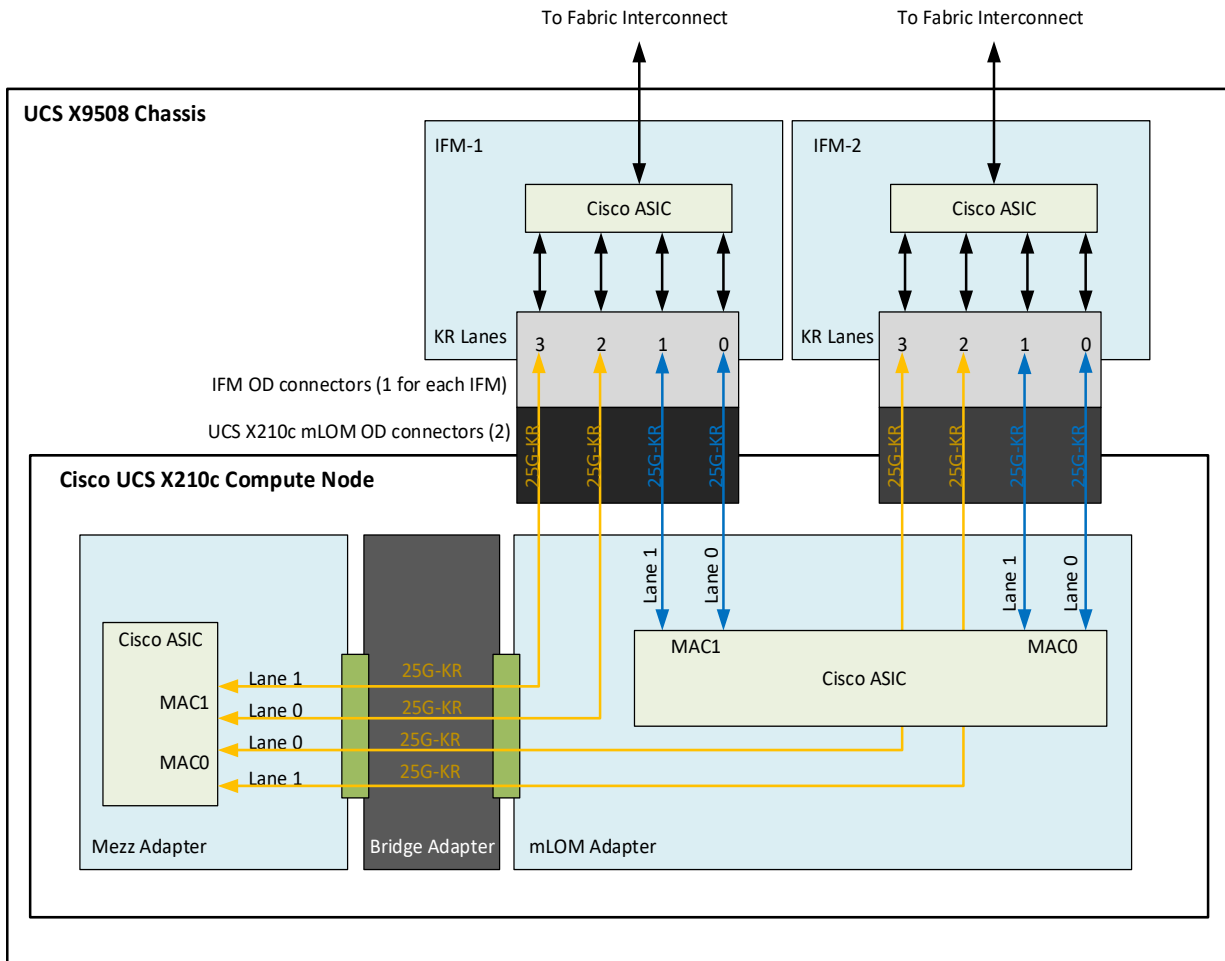 To Fabric Interconnect
To Fabric Interconnect
UCS X9508 Chassis
IFM-1
IFM-2
Cisco ASIC
Cisco ASIC
KR Lanes
3
2
1
0
KR Lanes
3
2
1
0
IFM OD connectors (1 for each IFM)
UCS X210c mLOM OD connectors (2)
25G-KR
25G-KR
25G-KR
25G-KR
25G-KR
25G-KR
25G-KR
25G-KR
Cisco UCS X210c Compute Node
Lane 1
Lane 0
Lane 1
Lane 0
Cisco ASIC
MAC1
MAC0
Lane 1
Lane 0
Lane 0
Lane 1
25G-KR
25G-KR
25G-KR
25G-KR
MAC1
MAC0
Cisco ASIC
Mezz Adapter
Bridge Adapter
mLOM Adapter